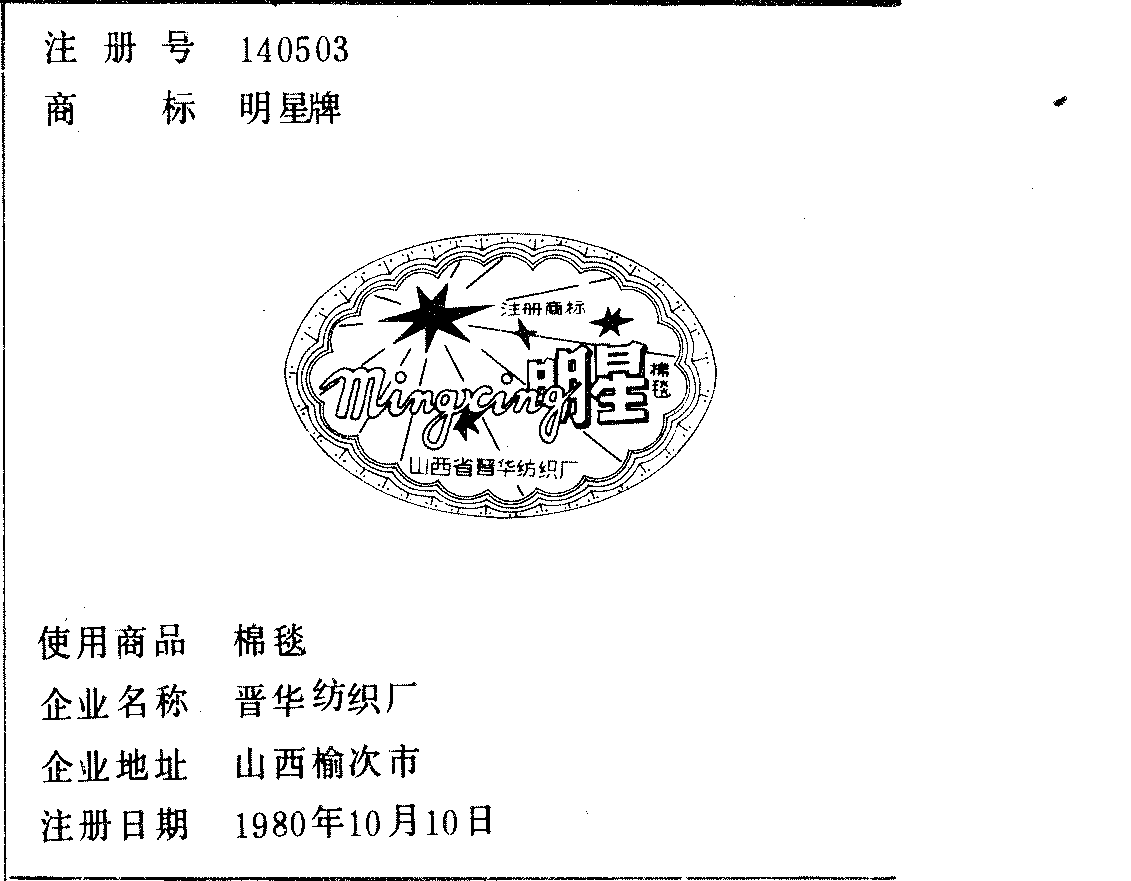 注册号 140503
商标 明星牌
注册商标
Mingxing 明星 棉毯
山西省晋华纺织厂
使用商品 棉毯
企业名称 晋华纺织厂
企业地址 山西榆次市
注册日期 1980年10月10日